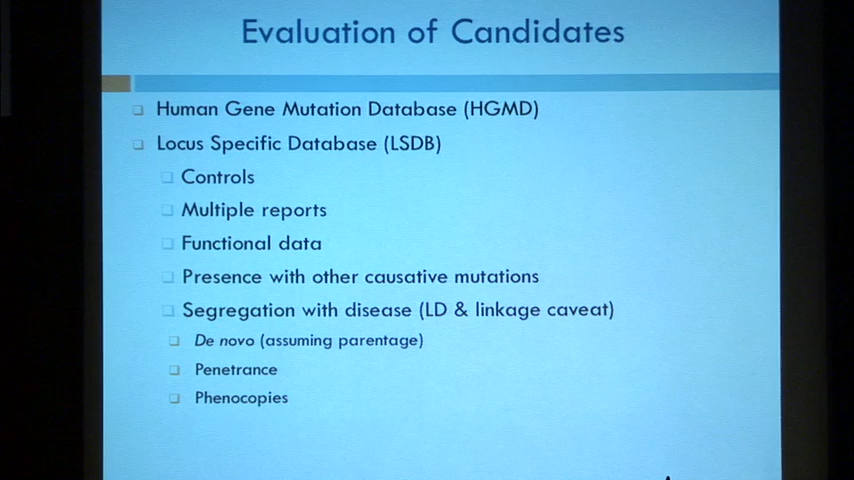 Evaluation of Candidates
Human Gene Mutation Database (HGMD)
Locus Specific Database (LSDB)
Controls
Multiple reports
Functional data
Presence with other causative mutations
Segregation with disease (LD & linkage caveat)
De novo (assuming parentage)
Penetrance
Phenocopies